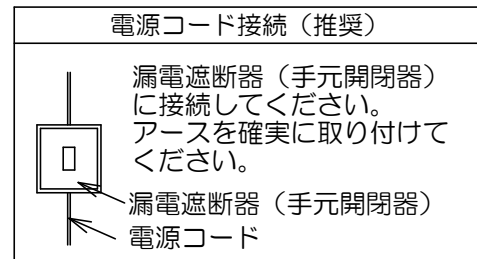 電源コード接続（推奨）
漏電遮断器（手元開閉器）
に接続してください。
アースを確実に取り付けて
ください。
漏電遮断器（手元開閉器）
電源コード